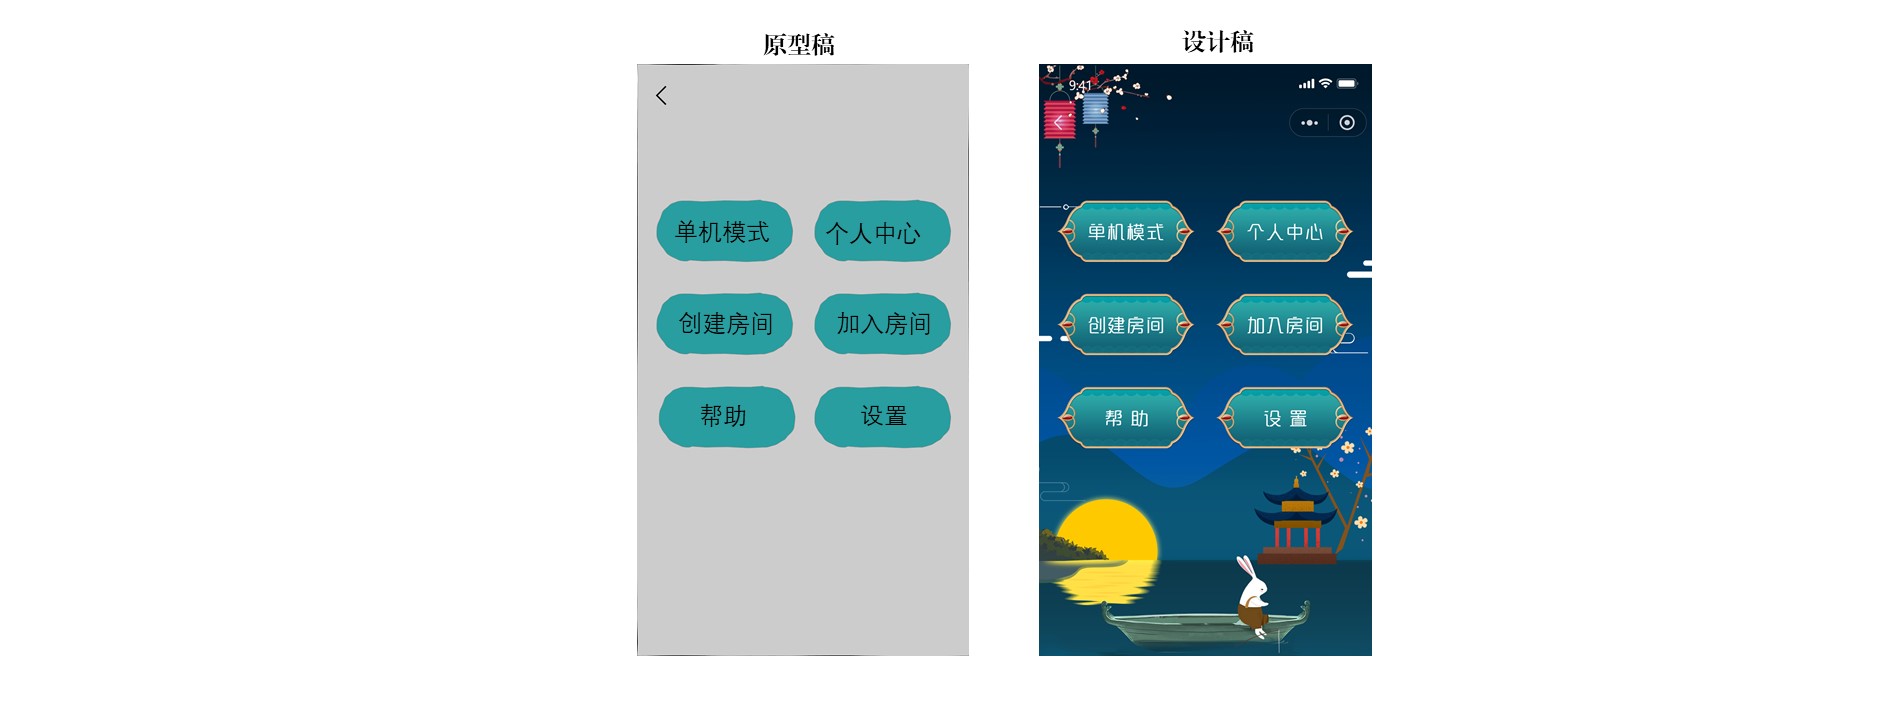 原型稿
设计稿
单机模式
个人中心
创建房间
加入房间
帮助
设置
9:41
单机模式
个人中心
创建房间
加入房间
帮 助
设 置